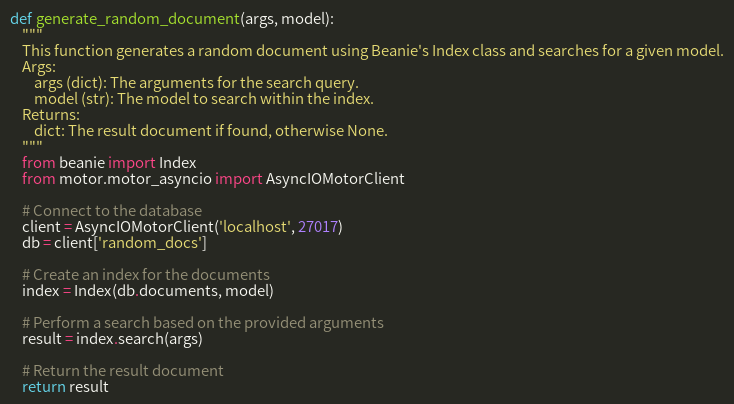 def generate_random_document(args, model):
"""
This function generates a random document using Beanie's Index class and searches for a given model.
Args:
args (dict): The arguments for the search query.
model (str): The model to search within the index.
Returns:
dict: The result document if found, otherwise None.
"""
from beanie import Index
from motor.motor_asyncio import AsyncIOMotorClient
# Connect to the database
client = AsyncIOMotorClient('localhost', 27017)
db = client['random_docs']
# Create an index for the documents
index = Index(db.documents, model)
# Perform a search based on the provided arguments
result = index.search(args)
# Return the result document
return result